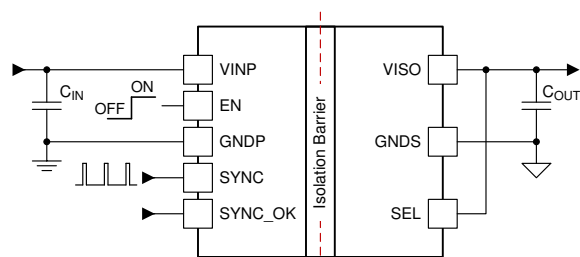 VINP
VISO
C_IN
ON
OFF
EN
C_OUT
GNDP
GNDS
SYNC
SYNC_OK
SEL
Isolation Barrier